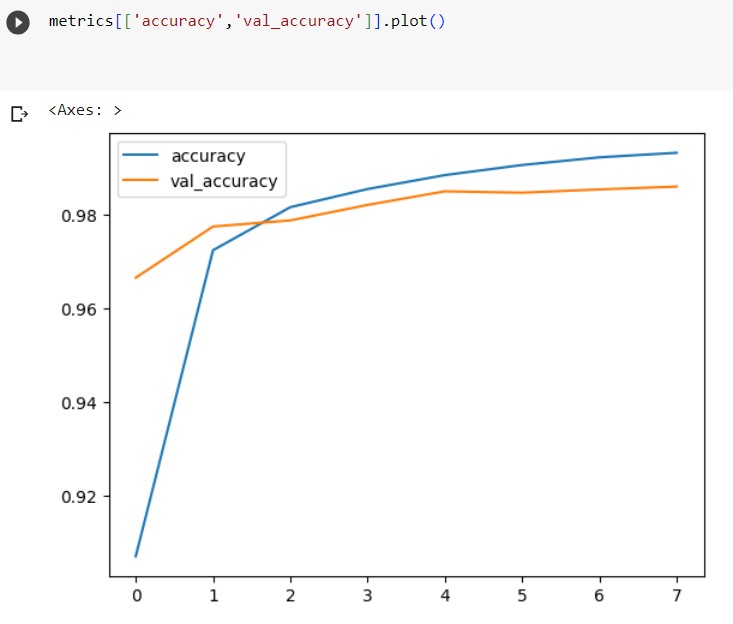 metrics[['accuracy','val_accuracy']].plot()
<Axes: >
accuracy
val_accuracy
0.98
0.96
0.94
0.92
0 1 2 3 4 5 6 7